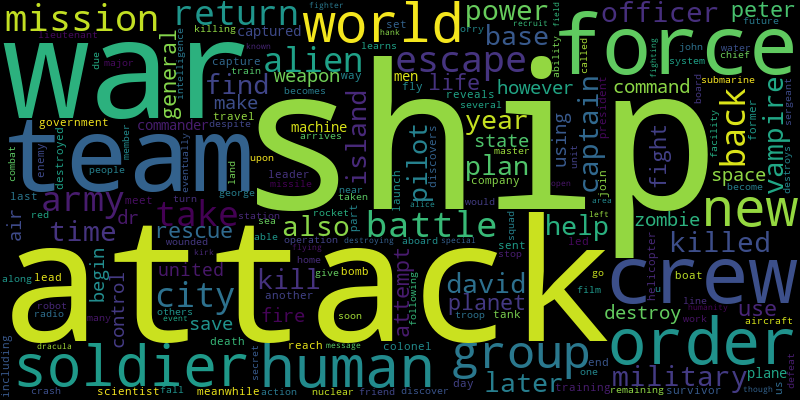 mission
return
world
power
officer
peter
war
ship
force
attack
team
crew
soldier
human
group
order
new
alien
escape
base
general
find
weapon
life
however
command
men
make
year
captain
back
vampire
army
island
pilot
plan
state
fight
space
take
also
battle
help
zombie
time
rescue
killed
city
kill
david
planet
destroy
use
later
military
plane
united
control
begin
attempt
save
fire
bomb
lead
dr
air
government
commander
machine
captured
capture
travel
despite
becomes
learns
reveals
several
arrives
discovers
using
company
master
join
launch
missile
leader
george
eventually
intelligence
train
killing
lieutenant
major
due
set
way
fly
fighter
known
recruit
thank
ability
field
called
future
john
water
system
chief
fighting
president
submarine
board
sergeant
former
facility
become
destroys
unit
area
left
open
would
alice
taken
near
part
rocket
station
sea
able
land
upon
people
member
destroyed
enemy
combat
last
red
meet
turn
wounded
operation
destroying
aboard
special
squad
sent
stop
led
helicopter
boat
go
film
line
work
humanity
aircraft
us
though
defeat
remaining
survivor
training
end
one
day
discover
friend
nuclear
action
secret
meanwhile
fall
scientist
crash
including
dracula
many
radio
robot
along
others
event
death
reach
message
colonel
another
home
give
soon
following
troop
tank
kirk
flying